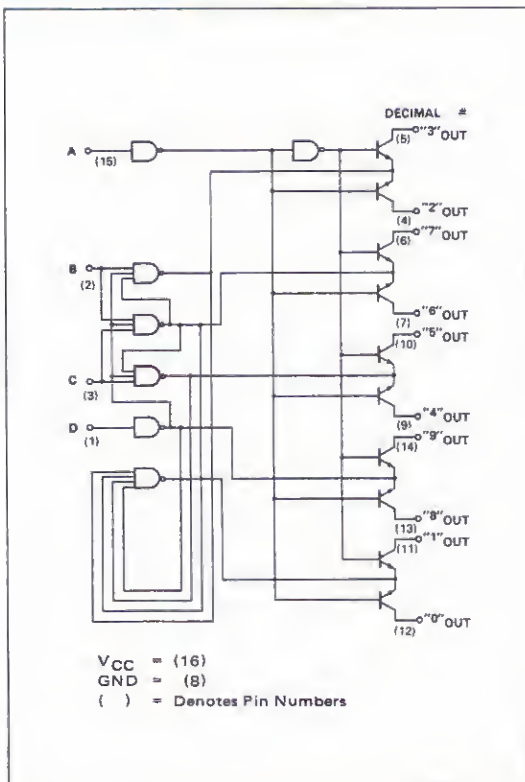 DECIMAL #
(5) "3" OUT
A (15)
(4) "2" OUT
(6) "7" OUT
B (2)
(7) "6" OUT
(10) "5" OUT
C (3)
(9) "4" OUT
D (1)
(14) "9" OUT
(13) "8" OUT
(11) "1" OUT
(12) "0" OUT
VCC = (16)
GND = (8)
( ) = Denotes Pin Numbers